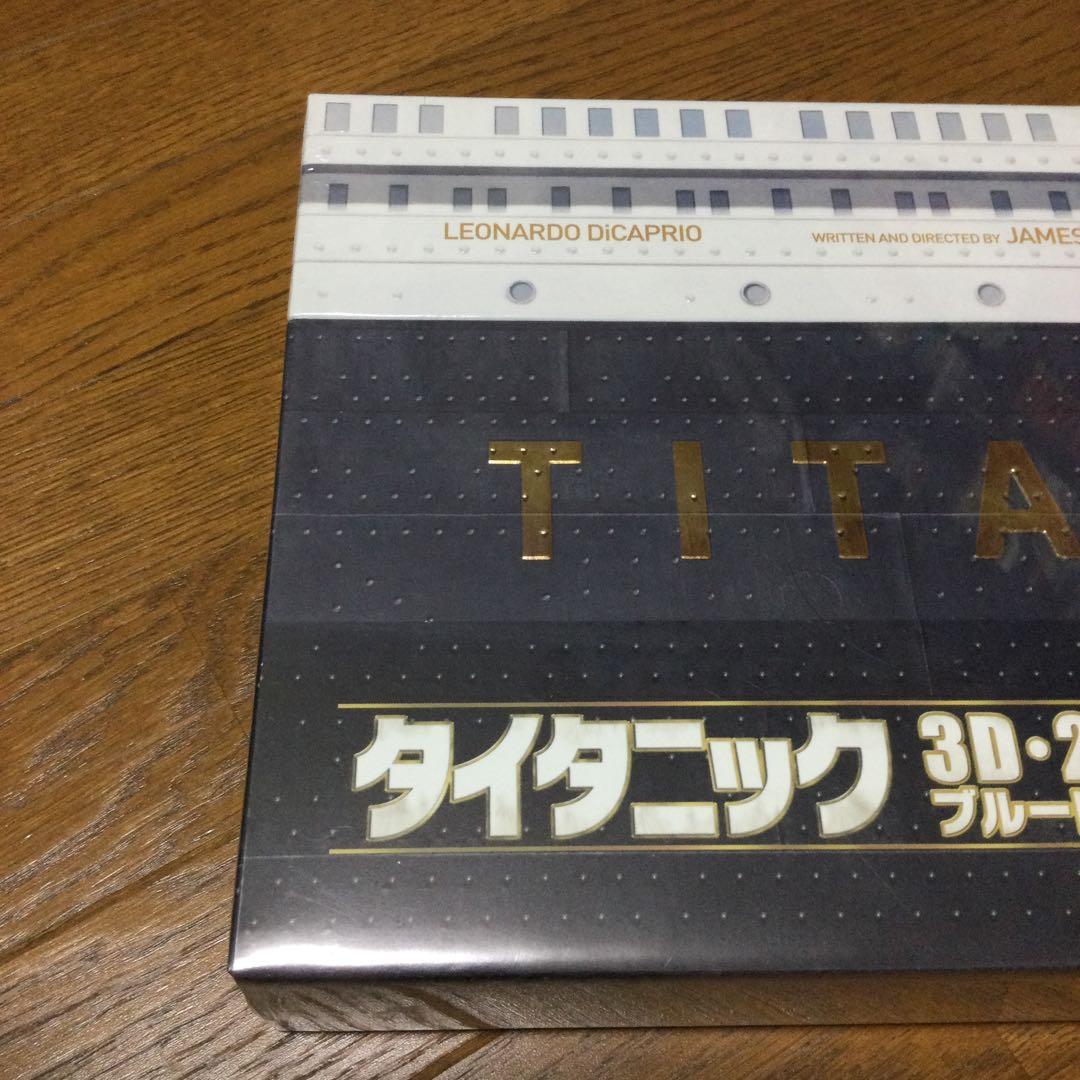 LEONARDO DiCAPRIO
WRITTEN AND DIRECTED BY JAMES
TITA
タイタニック 3D・2
ブルー